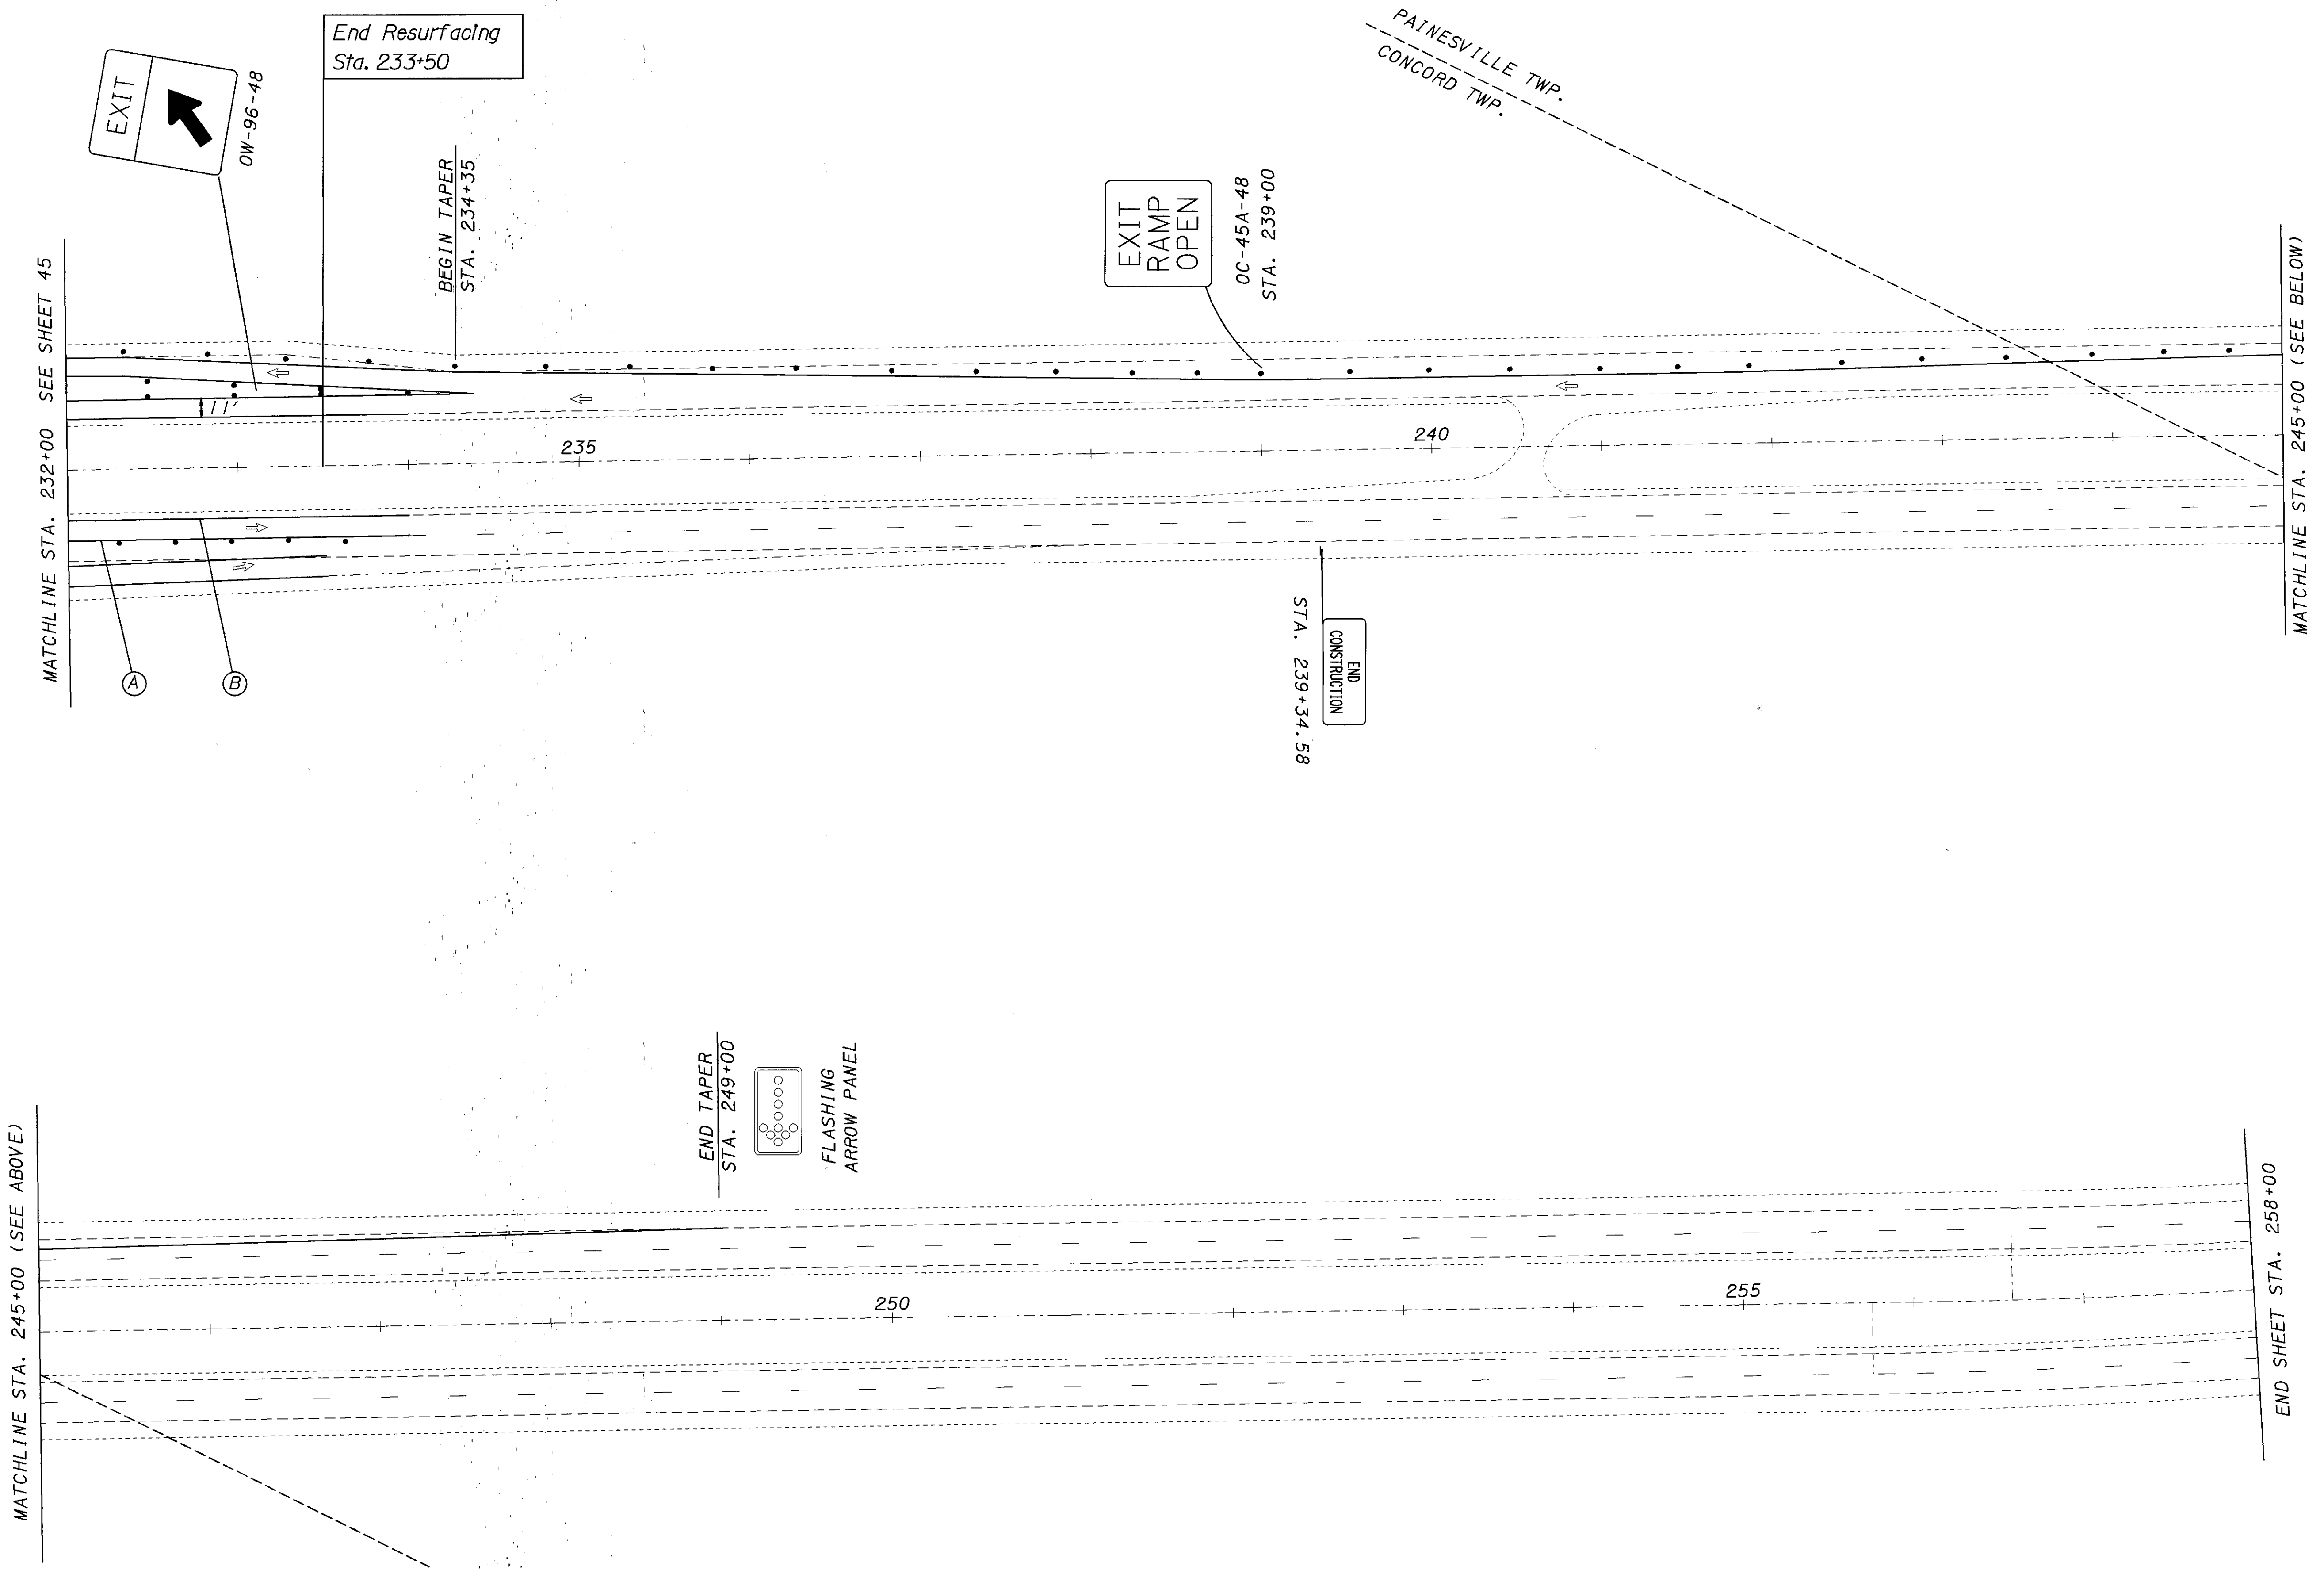 End Resurfacing
Sta. 233+50
EXIT
OW-96-48
BEGIN TAPER
STA. 234+35
EXIT
RAMP
OPEN
OC-45A-48
STA. 239+00
PAINESVILLE TWP.
CONCORD TWP.
MATCHLINE STA. 232+00 SEE SHEET 45
11'
235
240
MATCHLINE STA. 245+00 (SEE BELOW)
A
B
STA. 239+34.58
END
CONSTRUCTION
MATCHLINE STA. 245+00 (SEE ABOVE)
END TAPER
STA. 249+00
FLASHING
ARROW PANEL
250
255
END SHEET STA. 258+00